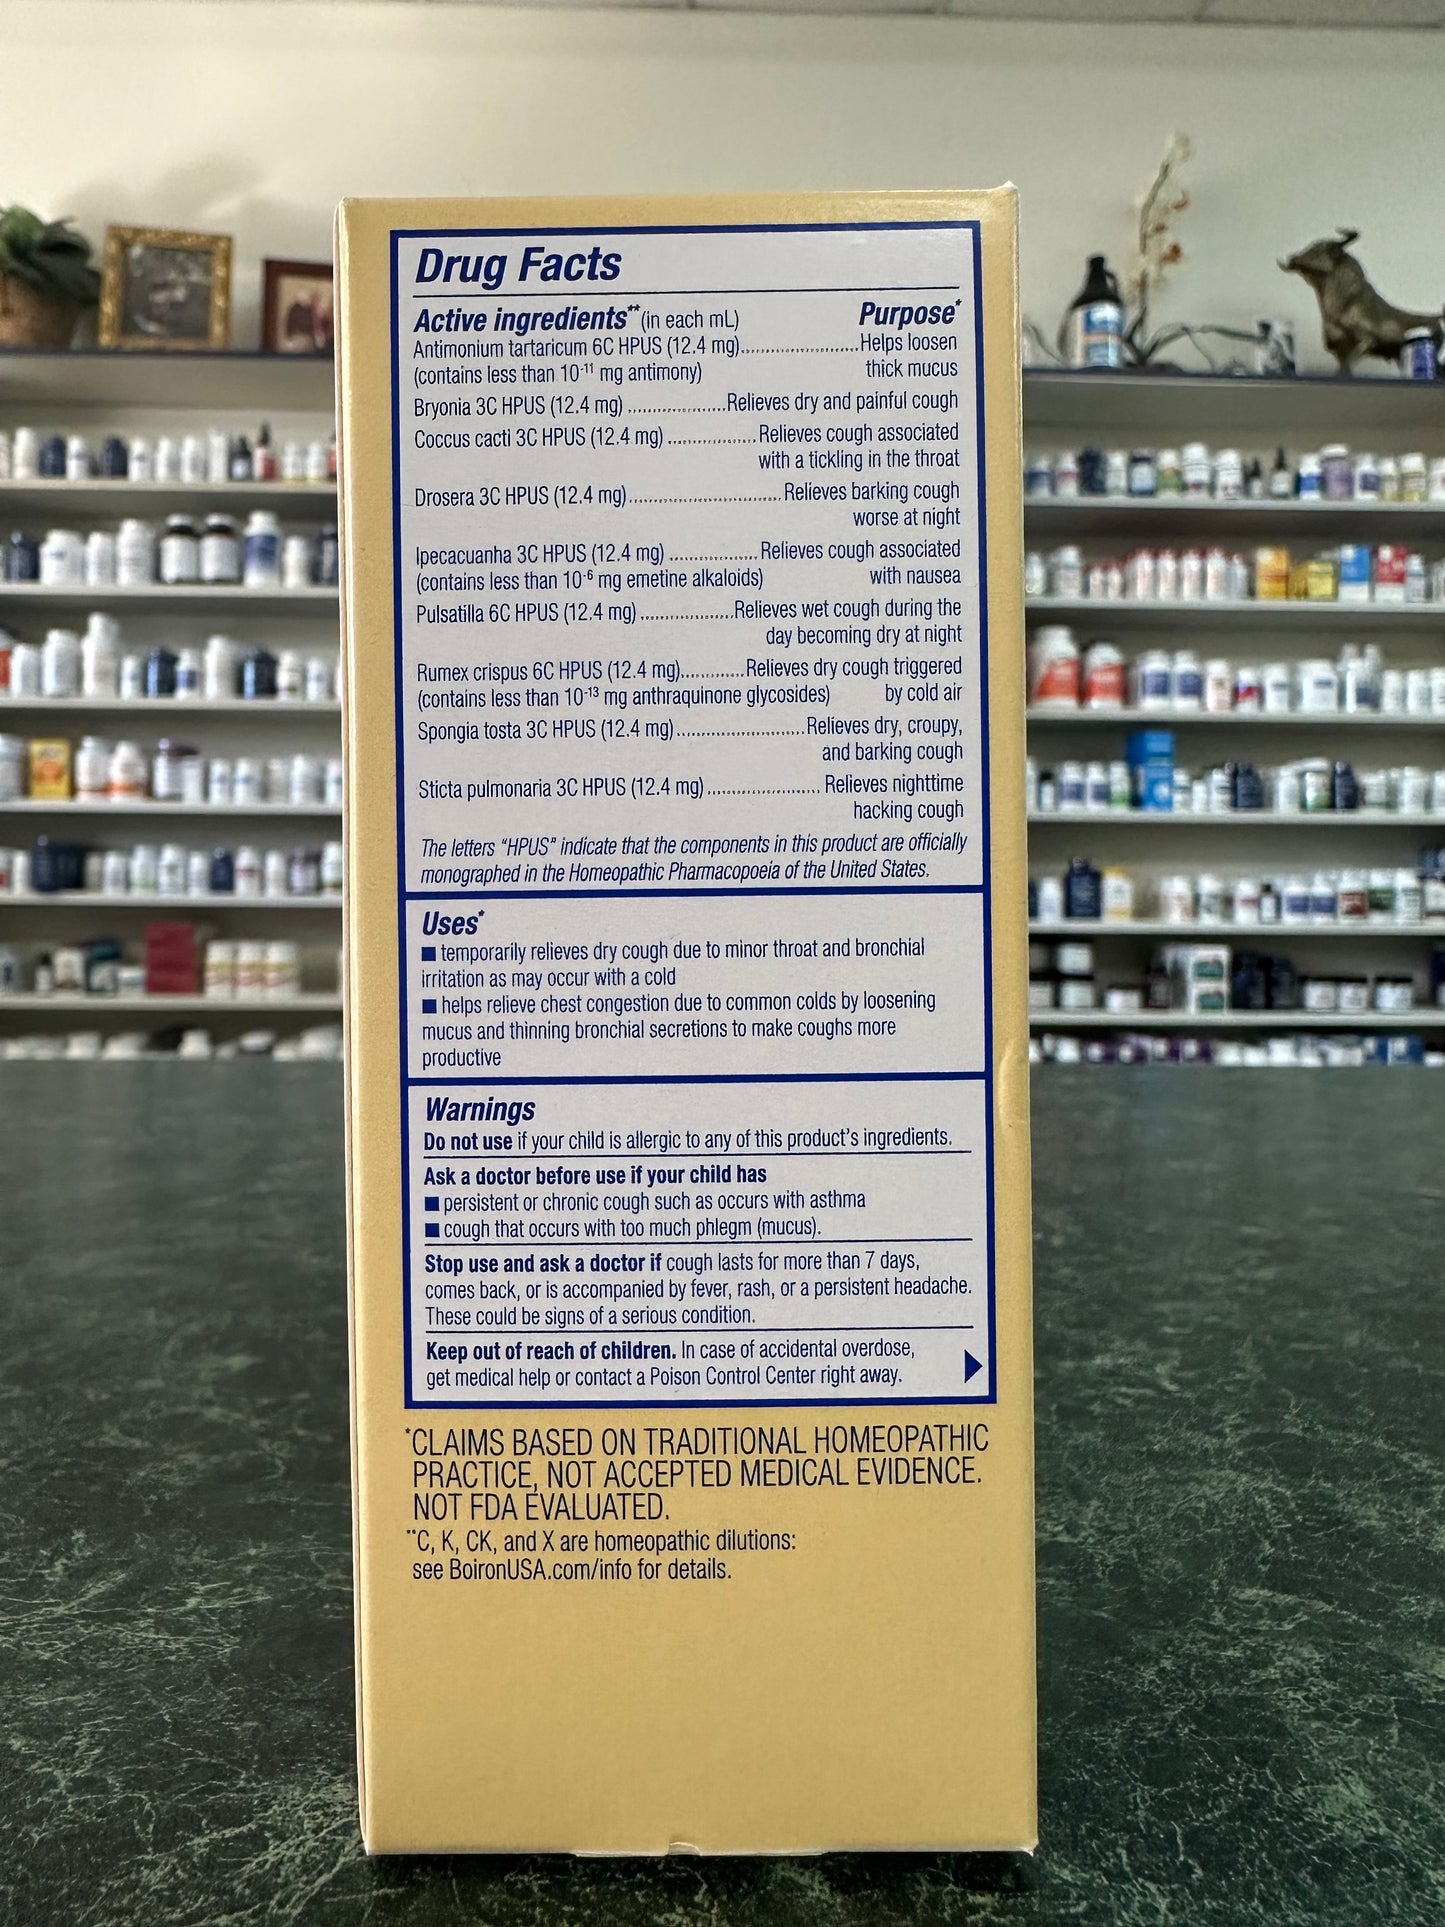 Drug Facts
Active ingredients** (in each mL) Purpose*
Antimonium tartaricum 6C HPUS (12.4 mg)..........................Helps loosen
(contains less than 10⁻¹¹ mg antimony) thick mucus
Bryonia 3C HPUS (12.4 mg) ......................Relieves dry and painful cough
Coccus cacti 3C HPUS (12.4 mg) ....................Relieves cough associated
with a tickling in the throat
Drosera 3C HPUS (12.4 mg)..................................Relieves barking cough
worse at night
Ipecacuanha 3C HPUS (12.4 mg) ....................Relieves cough associated
(contains less than 10⁻⁶ mg emetine alkaloids) with nausea
Pulsatilla 6C HPUS (12.4 mg)....................Relieves wet cough during the
day becoming dry at night
Rumex crispus 6C HPUS (12.4 mg)..............Relieves dry cough triggered
(contains less than 10⁻¹³ mg anthraquinone glycosides) by cold air
Spongia tosta 3C HPUS (12.4 mg)............................Relieves dry, croupy,
and barking cough
Sticta pulmonaria 3C HPUS (12.4 mg)......................... Relieves nighttime
hacking cough
The letters "HPUS" indicate that the components in this product are officially
monographed in the Homeopathic Pharmacopoeia of the United States.
Uses*
■ temporarily relieves dry cough due to minor throat and bronchial
irritation as may occur with a cold
■ helps relieve chest congestion due to common colds by loosening
mucus and thinning bronchial secretions to make coughs more
productive
Warnings
Do not use if your child is allergic to any of this product's ingredients.
Ask a doctor before use if your child has
■ persistent or chronic cough such as occurs with asthma
■ cough that occurs with too much phlegm (mucus).
Stop use and ask a doctor if cough lasts for more than 7 days,
comes back, or is accompanied by fever, rash, or a persistent headache.
These could be signs of a serious condition.
Keep out of reach of children. In case of accidental overdose,
get medical help or contact a Poison Control Center right away.
*CLAIMS BASED ON TRADITIONAL HOMEOPATHIC
PRACTICE, NOT ACCEPTED MEDICAL EVIDENCE.
NOT FDA EVALUATED.
**C, K, CK, and X are homeopathic dilutions:
see BoironUSA.com/info for details.